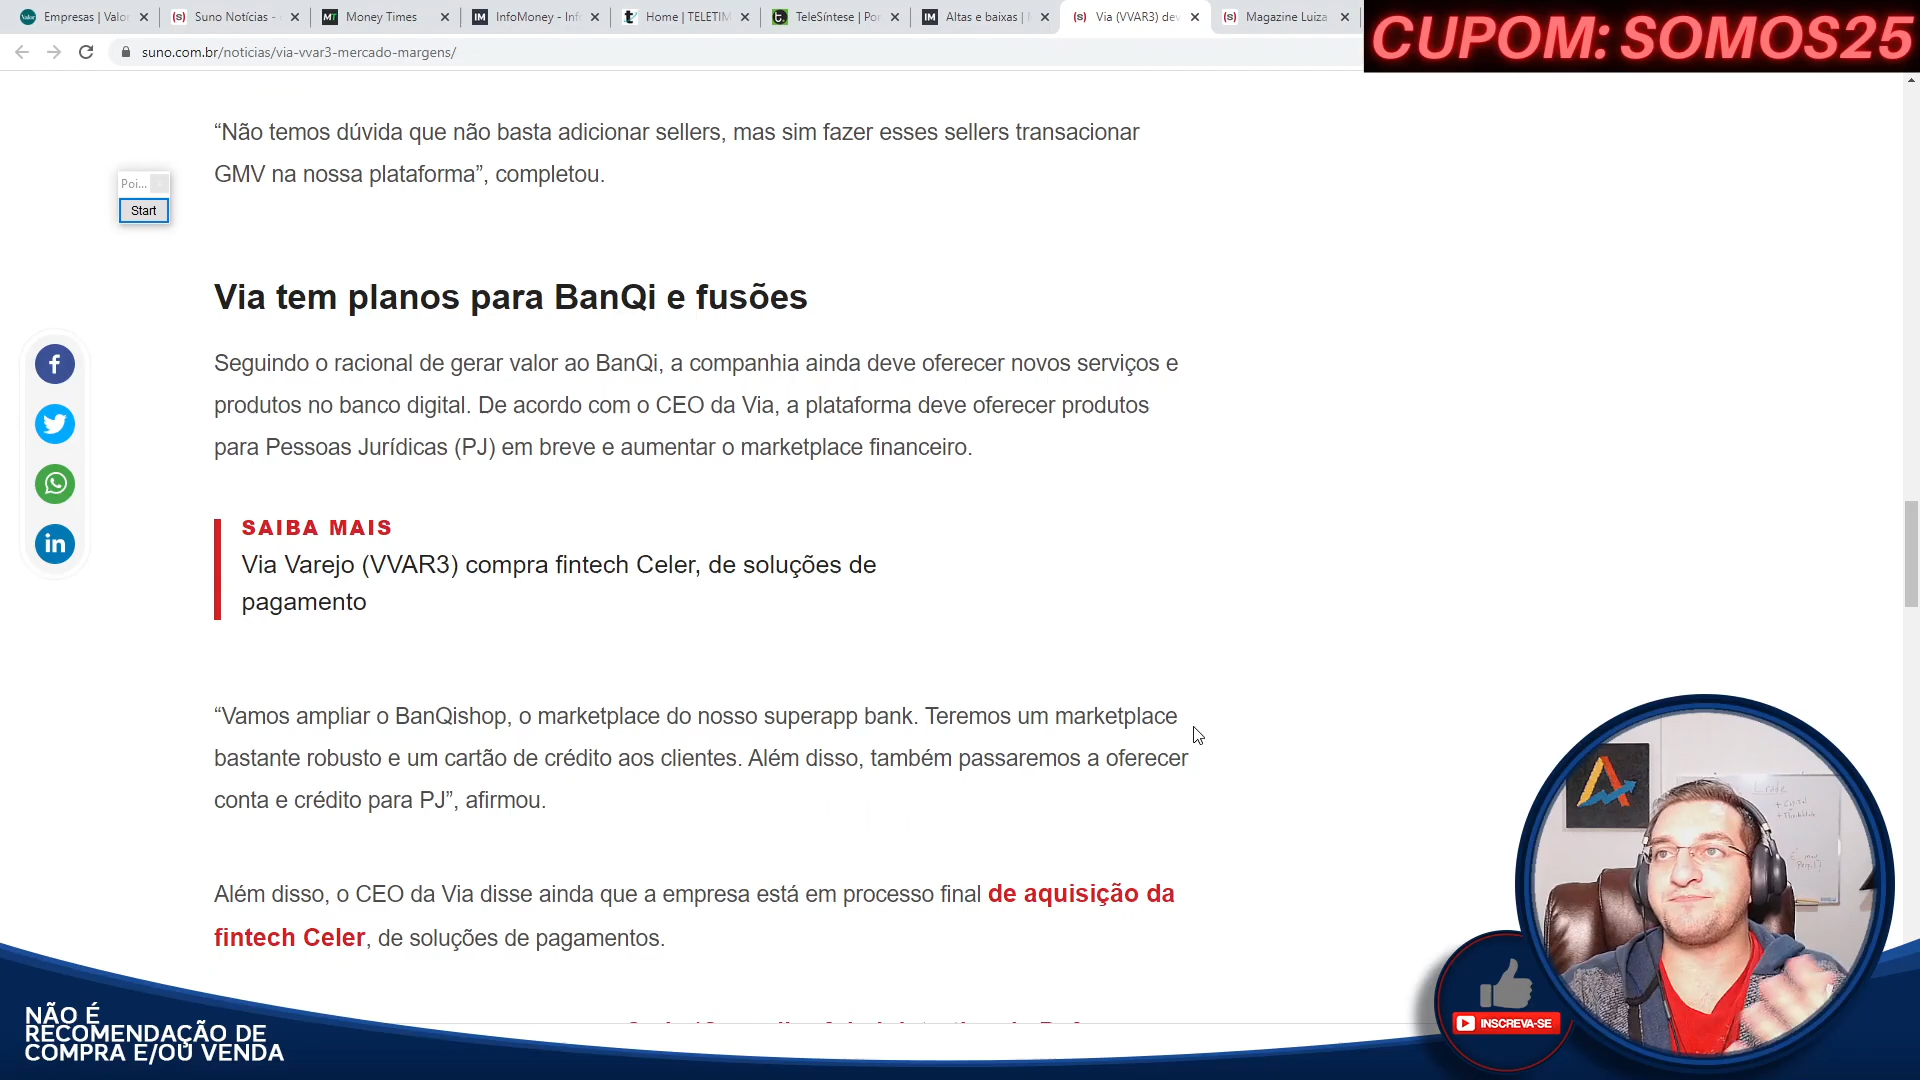 Empresas | Valor
Suno Notícias -
Money Times
InfoMoney - Info
Home | TELETIM
TeleSíntese | Por
Altas e baixas |
Via (VVAR3) dev
Magazine Luiza
CUPOM: SOMOS25
suno.com.br/noticias/via-vvar3-mercado-margens/
“Não temos dúvida que não basta adicionar sellers, mas sim fazer esses sellers transacionar
GMV na nossa plataforma”, completou.
Poi...
Start
Via tem planos para BanQi e fusões
Seguindo o racional de gerar valor ao BanQi, a companhia ainda deve oferecer novos serviços e
produtos no banco digital. De acordo com o CEO da Via, a plataforma deve oferecer produtos
para Pessoas Jurídicas (PJ) em breve e aumentar o marketplace financeiro.
SAIBA MAIS
Via Varejo (VVAR3) compra fintech Celer, de soluções de
pagamento
“Vamos ampliar o BanQishop, o marketplace do nosso superapp bank. Teremos um marketplace
bastante robusto e um cartão de crédito aos clientes. Além disso, também passaremos a oferecer
conta e crédito para PJ”, afirmou.
Além disso, o CEO da Via disse ainda que a empresa está em processo final de aquisição da
fintech Celer, de soluções de pagamentos.
NÃO É
RECOMENDAÇÃO DE
COMPRA E/OU VENDA
INSCREVA-SE